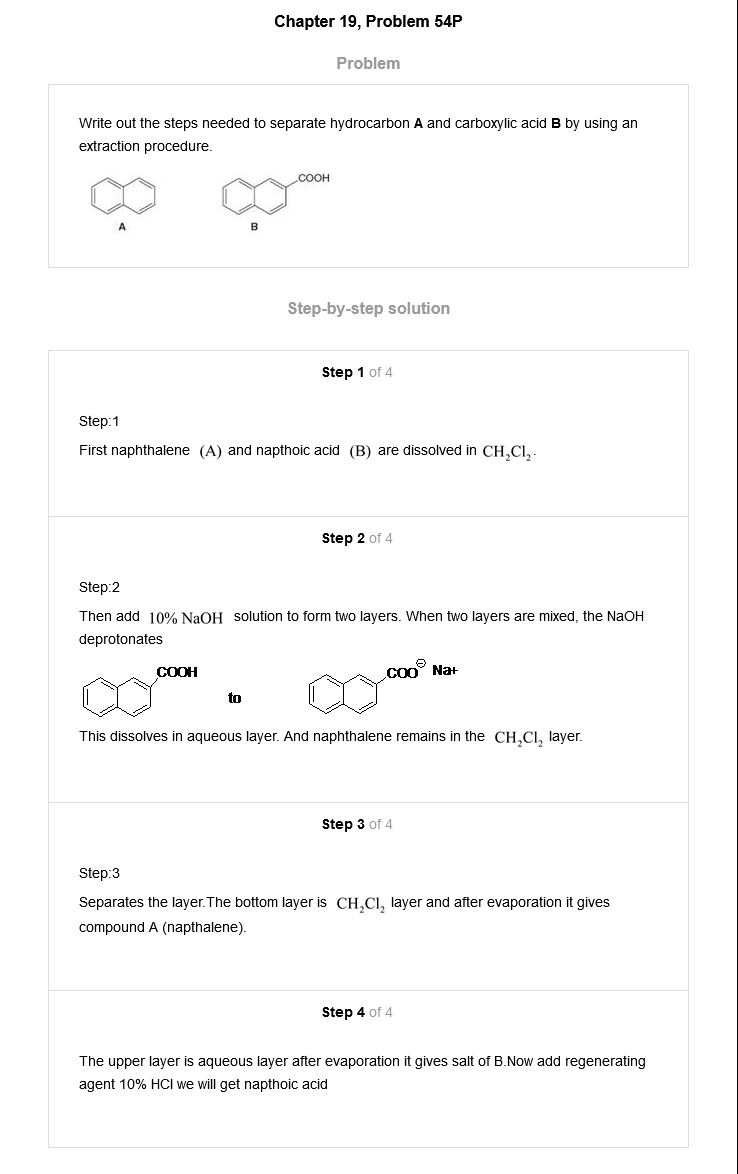 Chapter 19, Problem 54P
Problem
Write out the steps needed to separate hydrocarbon A and carboxylic acid B by using an
extraction procedure.
COOH
A
B
Step-by-step solution
Step 1 of 4
Step:1
First naphthalene (A) and napthoic acid (B) are dissolved in CH₂Cl₂.
Step 2 of 4
Step:2
Then add 10% NaOH solution to form two layers. When two layers are mixed, the NaOH
deprotonates
COOH
to
COO⊖ Na+
This dissolves in aqueous layer. And naphthalene remains in the CH₂Cl₂ layer.
Step 3 of 4
Step:3
Separates the layer.The bottom layer is CH₂Cl₂ layer and after evaporation it gives
compound A (napthalene).
Step 4 of 4
The upper layer is aqueous layer after evaporation it gives salt of B.Now add regenerating
agent 10% HCl we will get napthoic acid